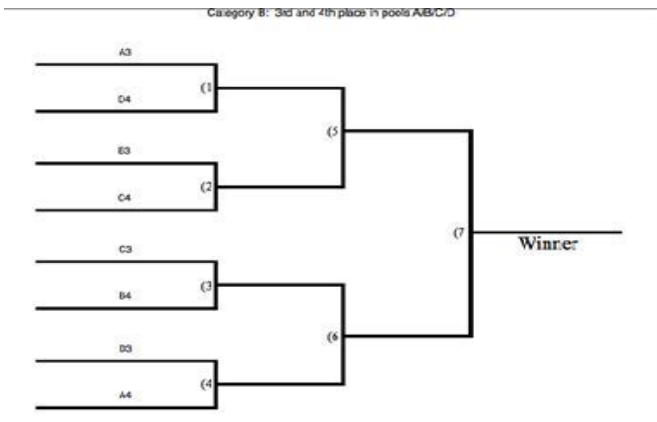 Category B: 3rd and 4th place in pools A/B/C/D
A3
(1
D4
(5
B3
(2
C4
(7
Winner
C3
(3
B4
(6
D3
(4
A4